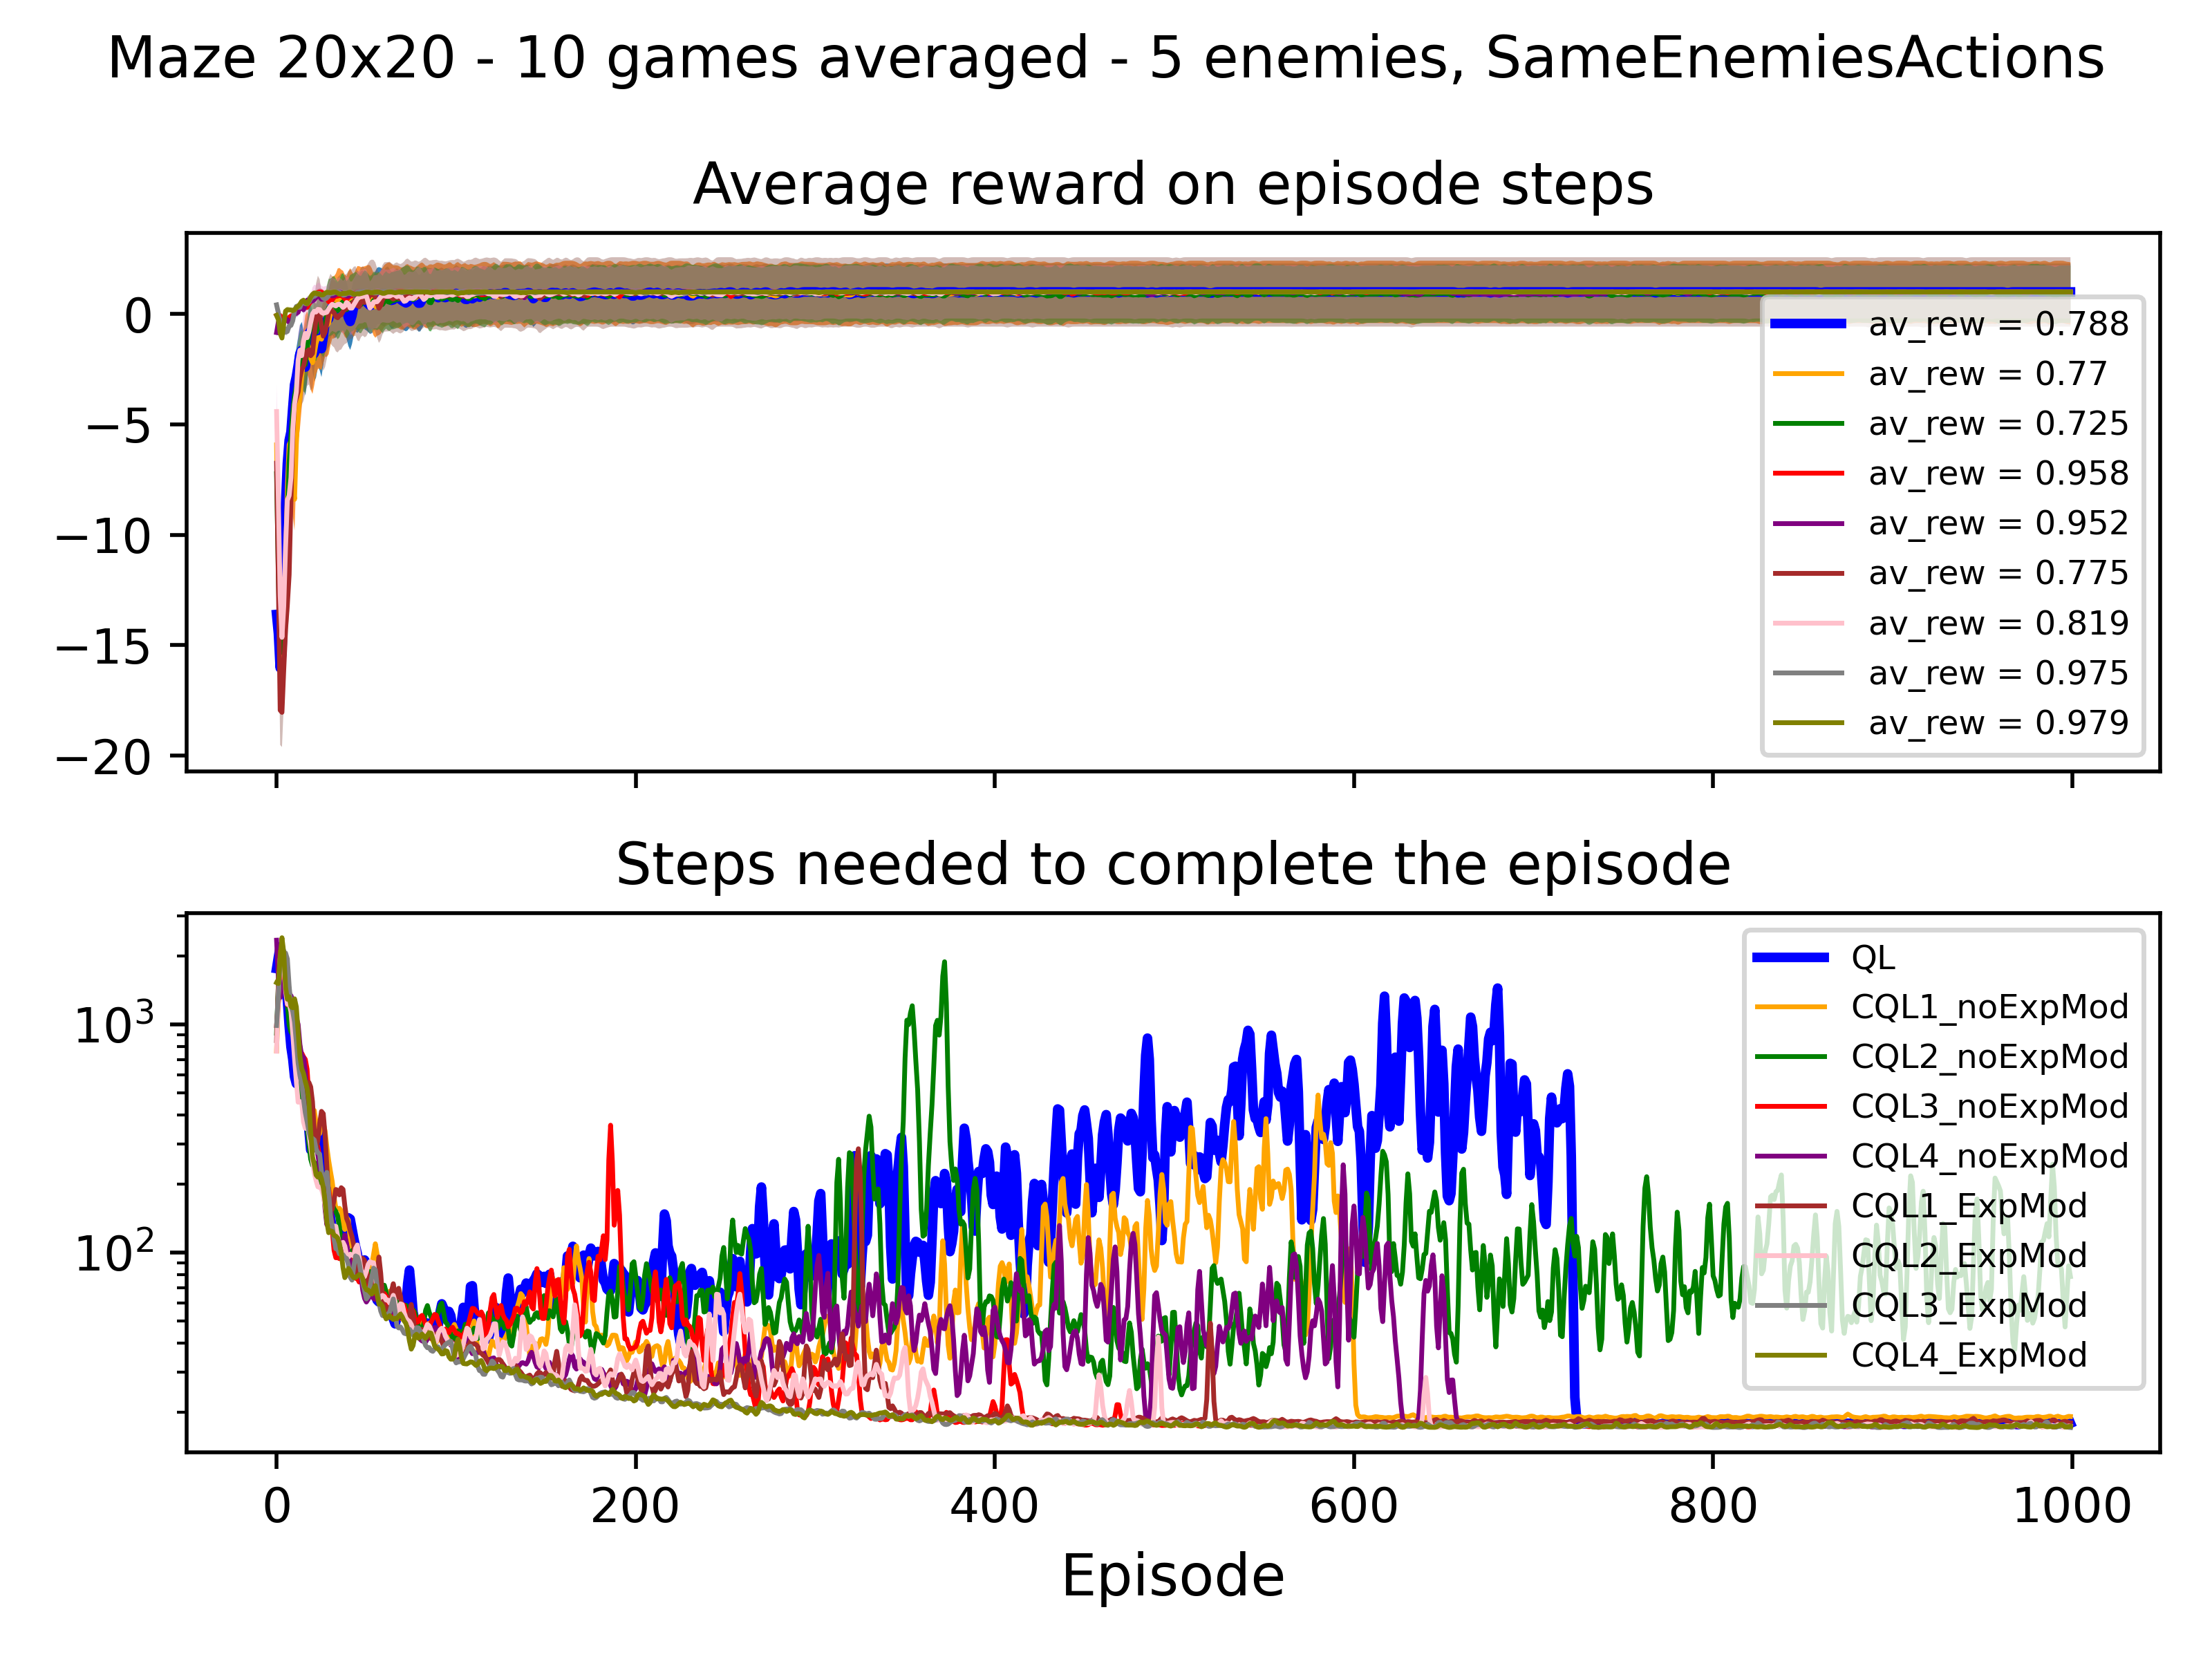 Maze 20x20 - 10 games averaged - 5 enemies, SameEnemiesActions
Average reward on episode steps
0
−5
−10
−15
−20
av_rew = 0.788
av_rew = 0.77
av_rew = 0.725
av_rew = 0.958
av_rew = 0.952
av_rew = 0.775
av_rew = 0.819
av_rew = 0.975
av_rew = 0.979
Steps needed to complete the episode
10³
10²
QL
CQL1_noExpMod
CQL2_noExpMod
CQL3_noExpMod
CQL4_noExpMod
CQL1_ExpMod
CQL2_ExpMod
CQL3_ExpMod
CQL4_ExpMod
0 200 400 600 800 1000
Episode